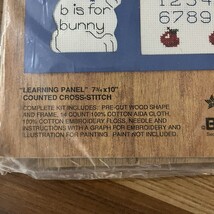 1234
b is for
bunny
6789
"LEARNING PANEL" 7¾ x 10"
COUNTED CROSS-STITCH
COMPLETE KIT INCLUDES: PRE-CUT WOOD SHAPE
AND FRAME, 14 COUNT 100% COTTON AIDA CLOTH,
100% COTTON EMBROIDERY FLOSS, NEEDLE AND
INSTRUCTIONS WITH A GRAPH FOR EMBROIDERY AND
ILLUSTRATION FOR PAINTING. PAINT NOT INCLUDED.